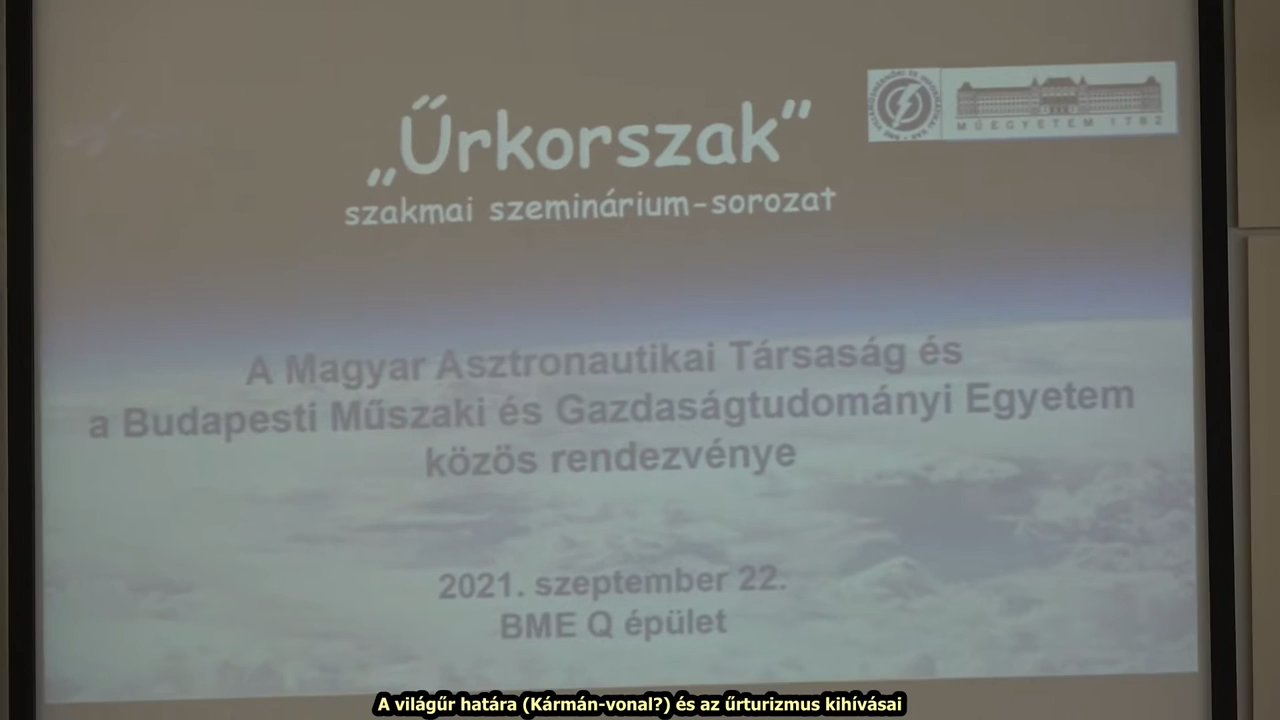 „Űrkorszak”
szakmai szeminárium-sorozat
MŰEGYETEM 1782
A Magyar Asztronautikai Társaság és
a Budapesti Műszaki és Gazdaságtudományi Egyetem
közös rendezvénye
2021. szeptember 22.
BME Q épület
A világűr határa (Kármán-vonal?) és az űrturizmus kihívásai